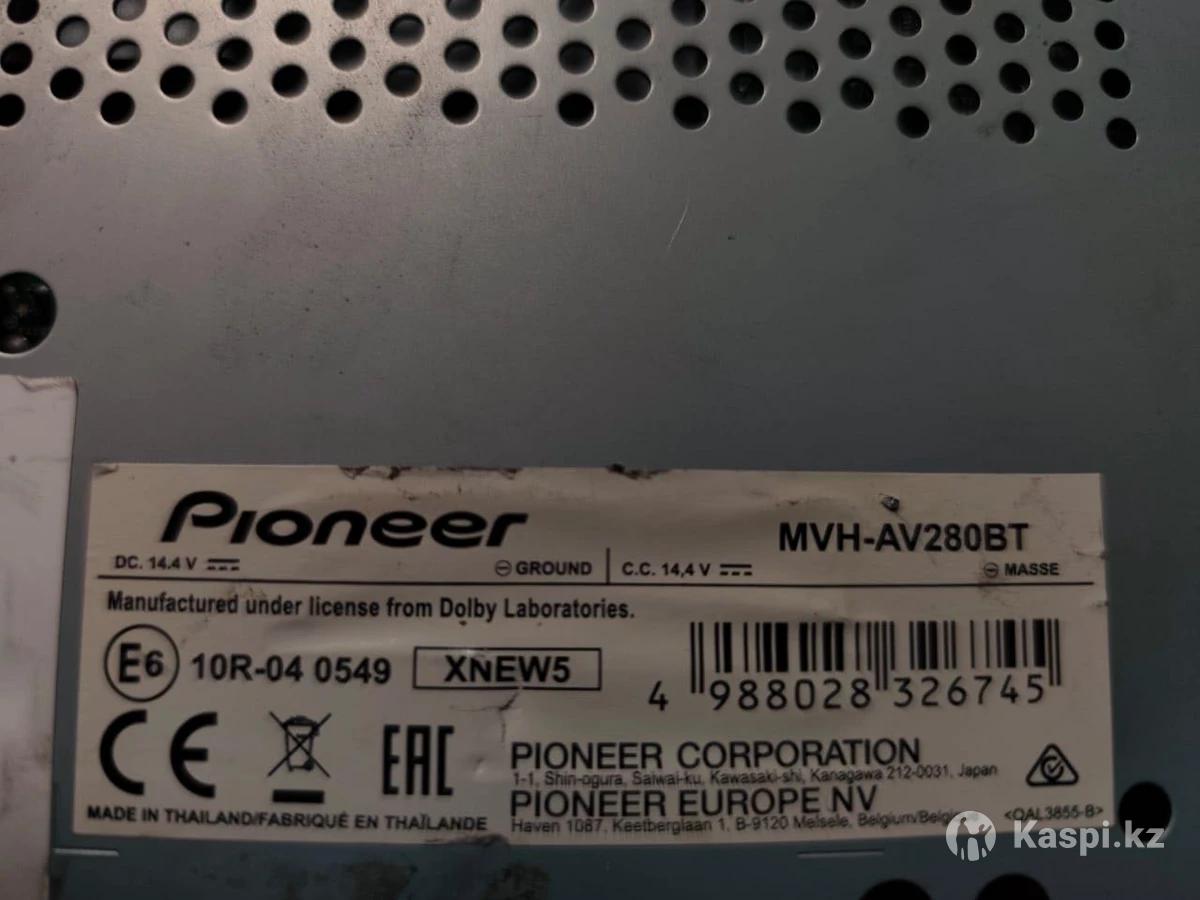 Pioneer
MVH-AV280BT
DC. 14.4 V ⎓ ⊖ GROUND
C.C. 14,4 V ⎓ ⊖ MASSE
Manufactured under license from Dolby Laboratories.
E6 10R-04 0549 XNEW5
4 988028 326745
CE
EAC
PIONEER CORPORATION
1-1, Shin-ogura, Saiwai-ku, Kawasaki-shi, Kanagawa 212-0031, Japan
PIONEER EUROPE NV
Haven 1087, Keetberglaan 1, B-9120 Melsele, Belgium/Belgi
MADE IN THAILAND/FABRIQUÉ EN THAÏLANDE
<QAL3855-B>
Kaspi.kz